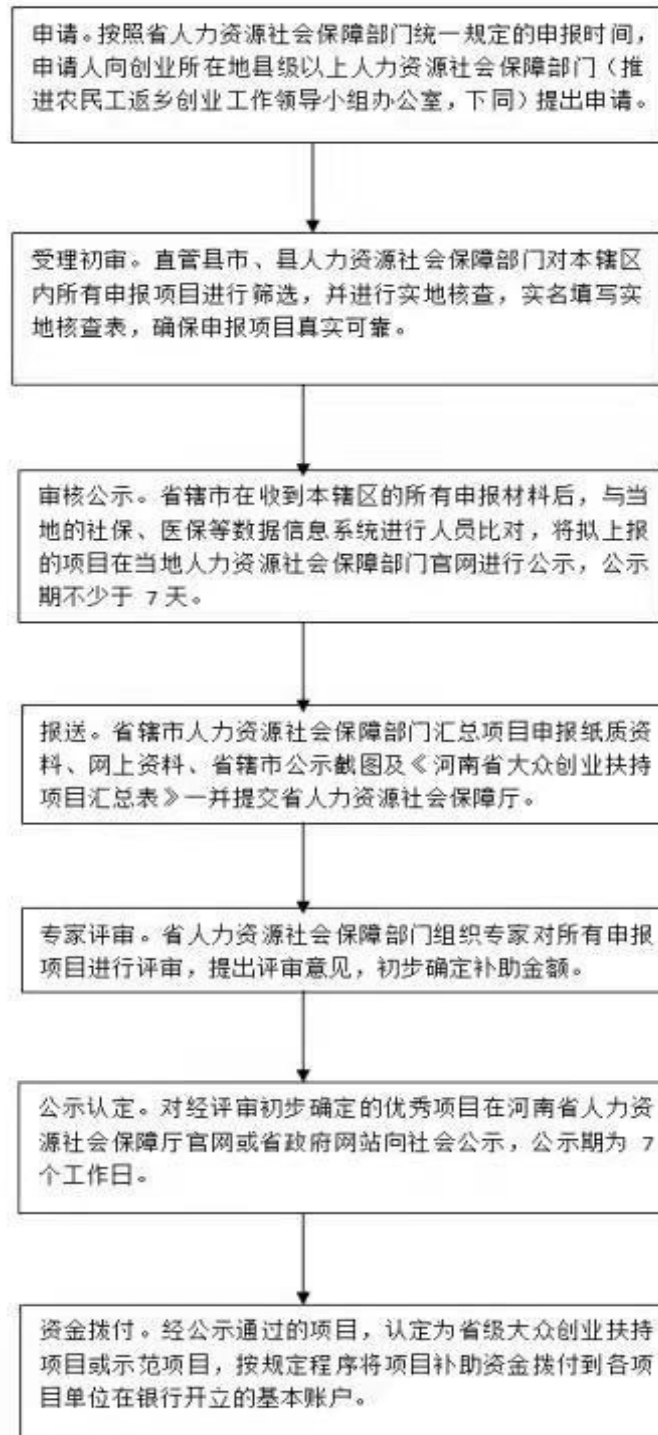 申请。按照省人力资源社会保障部门统一规定的申报时间，
申请人向创业所在地县级以上人力资源社会保障部门（推
进农民工返乡创业工作领导小组办公室，下同）提出申请。
受理初审。直管县市、县人力资源社会保障部门对本辖区
内所有申报项目进行筛选，并进行实地核查，实名填写实
地核查表，确保申报项目真实可靠。
审核公示。省辖市在收到本辖区的所有申报材料后，与当
地的社保、医保等数据信息系统进行人员比对，将拟上报
的项目在当地人力资源社会保障部门官网进行公示，公示
期不少于 7 天。
报送。省辖市人力资源社会保障部门汇总项目申报纸质资
料、网上资料、省辖市公示截图及《河南省大众创业扶持
项目汇总表》一并提交省人力资源社会保障厅。
专家评审。省人力资源社会保障部门组织专家对所有申报
项目进行评审，提出评审意见，初步确定补助金额。
公示认定。对经评审初步确定的优秀项目在河南省人力资
源社会保障厅官网或省政府网站向社会公示，公示期为 7
个工作日。
资金拨付。经公示通过的项目，认定为省级大众创业扶持
项目或示范项目，按规定程序将项目补助资金拨付到各项
目单位在银行开立的基本账户。